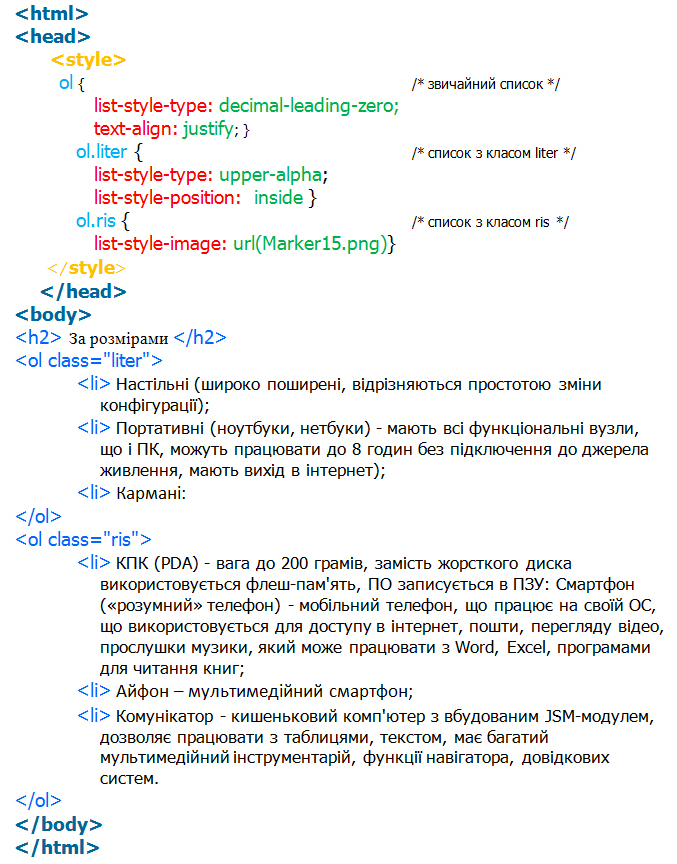 <html>
<head>
<style>
ol { /* звичайний список */
list-style-type: decimal-leading-zero;
text-align: justify; }
ol.liter { /* список з класом liter */
list-style-type: upper-alpha;
list-style-position: inside }
ol.ris { /* список з класом ris */
list-style-image: url(Marker15.png)}
</style>
</head>
<body>
<h2> За розмірами </h2>
<ol class="liter">
<li> Настільні (широко поширені, відрізняються простотою зміни
конфігурації);
<li> Портативні (ноутбуки, нетбуки) - мають всі функціональні вузли,
що і ПК, можуть працювати до 8 годин без підключення до джерела
живлення, мають вихід в інтернет);
<li> Кармані:
</ol>
<ol class="ris">
<li> КПК (PDA) - вага до 200 грамів, замість жорсткого диска
використовується флеш-пам'ять, ПО записується в ПЗУ: Смартфон
(«розумний» телефон) - мобільний телефон, що працює на своїй ОС,
що використовується для доступу в інтернет, пошти, перегляду відео,
прослушки музики, який може працювати з Word, Excel, програмами
для читання книг;
<li> Айфон – мультимедійний смартфон;
<li> Комунікатор - кишеньковий комп'ютер з вбудованим JSM-модулем,
дозволяє працювати з таблицями, текстом, має багатий
мультимедійний інструментарій, функції навігатора, довідкових
систем.
</ol>
</body>
</html>